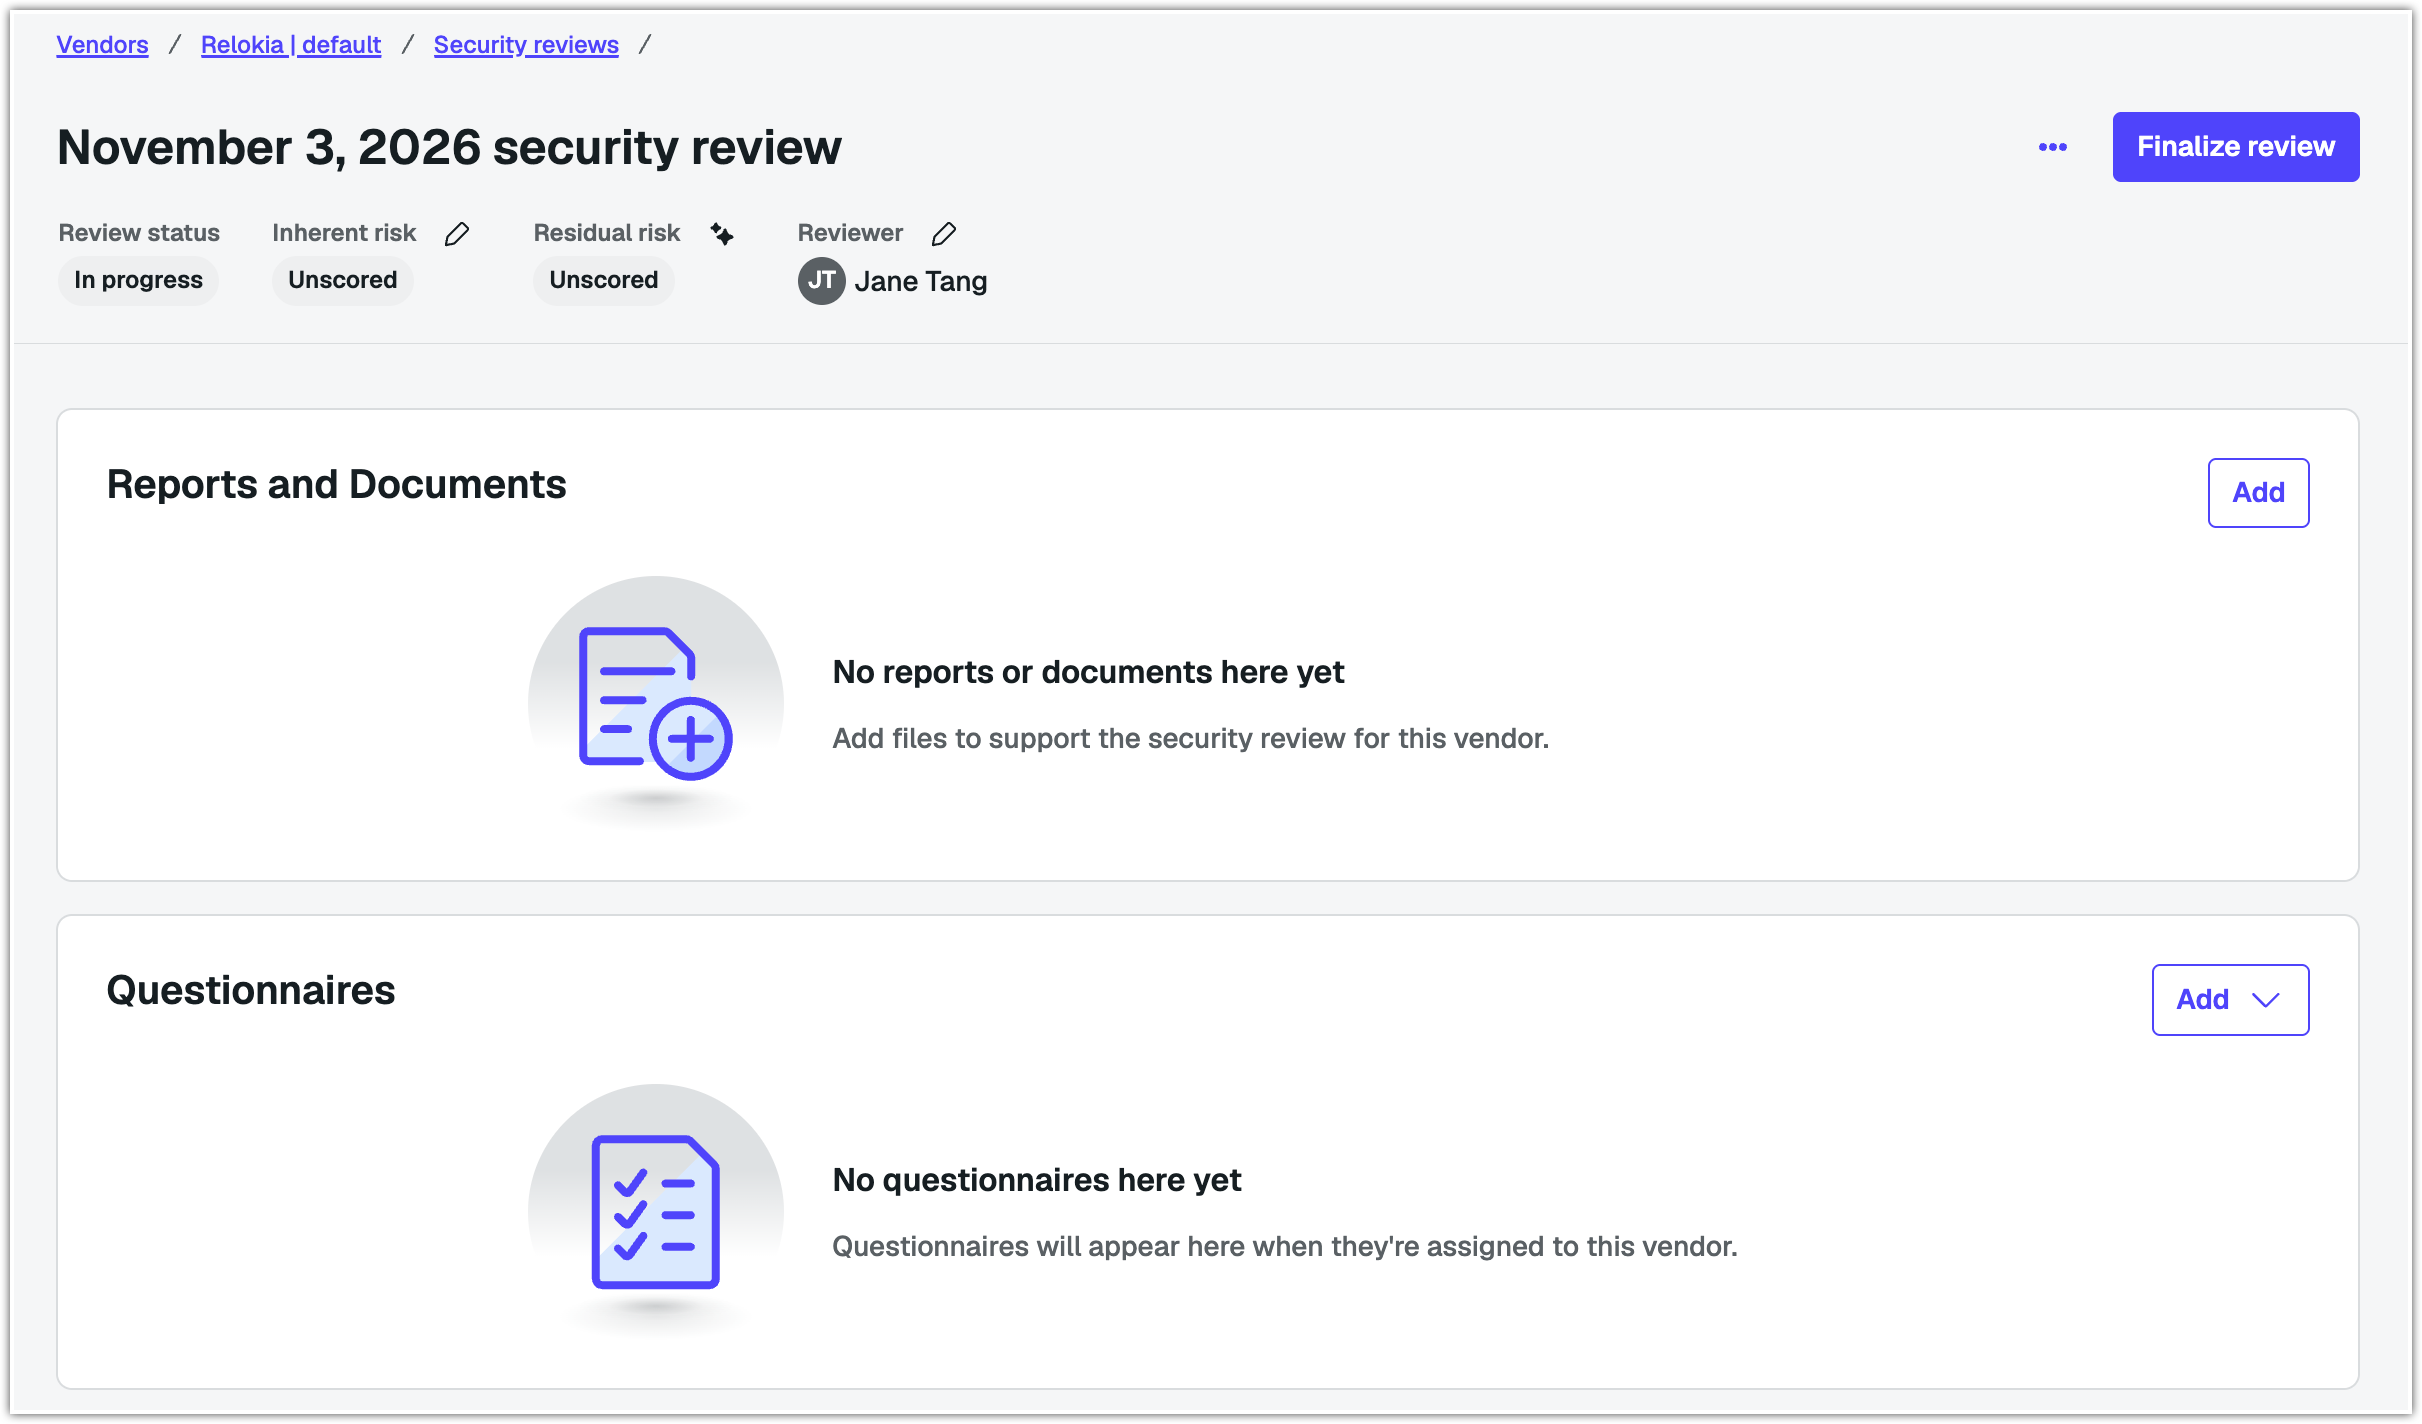 Vendors / Relokia | default / Security reviews /
November 3, 2026 security review
Finalize review
Review status
Inherent risk
Residual risk
Reviewer
In progress
Unscored
Unscored
JT Jane Tang
Reports and Documents
Add
No reports or documents here yet
Add files to support the security review for this vendor.
Questionnaires
Add
No questionnaires here yet
Questionnaires will appear here when they're assigned to this vendor.